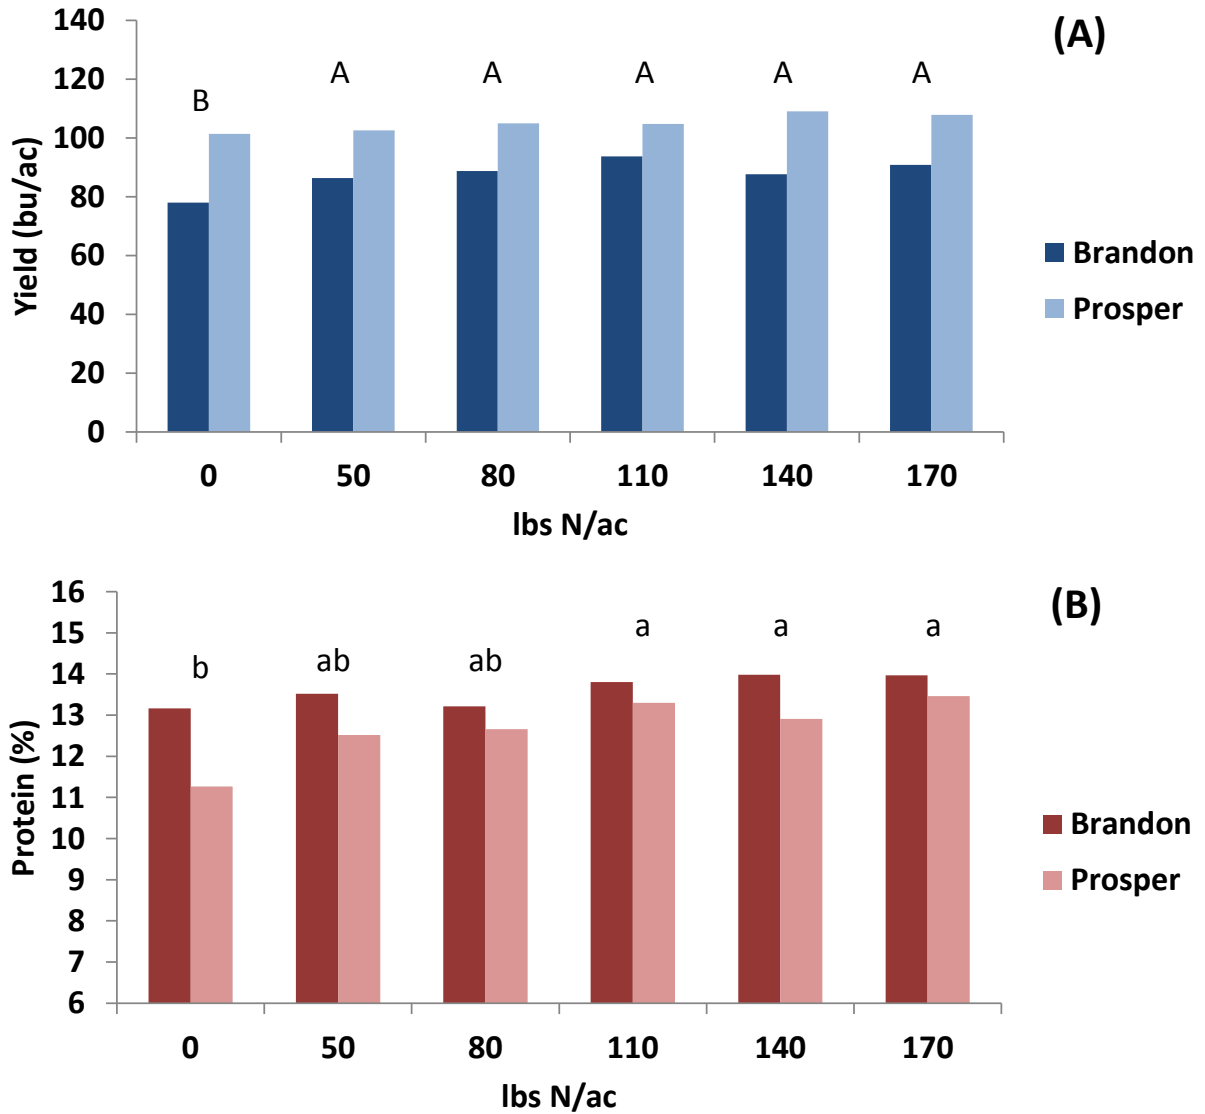 (A)
Yield (bu/ac)
140
120
100
80
60
40
20
0
B A A A A A
0 50 80 110 140 170
lbs N/ac
Brandon
Prosper
(B)
Protein (%)
16
15
14
13
12
11
10
9
8
7
6
b ab ab a a a
0 50 80 110 140 170
lbs N/ac
Brandon
Prosper